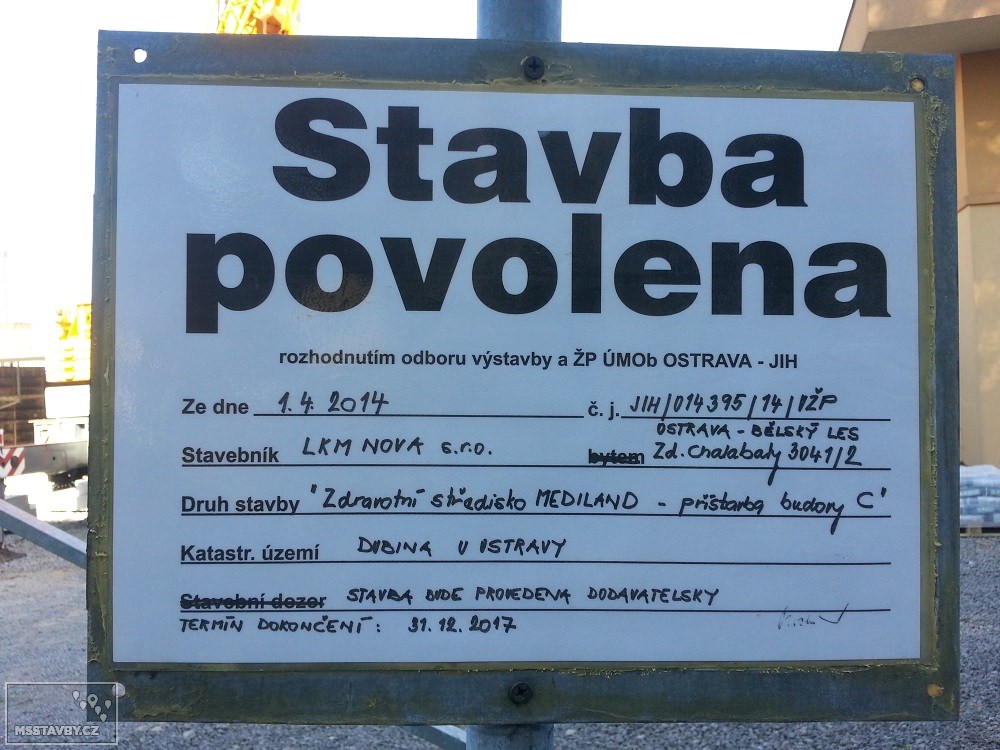 Stavba
povolena
rozhodnutím odboru výstavby a ŽP ÚMOb OSTRAVA - JIH
Ze dne 1.4. 2014 č. j. JIH/014395/14/VŽP
OSTRAVA - BĚLSKÝ LES
Stavebník LKM NOVA s.r.o. bytem Zd. Chalabaly 3041/2
Druh stavby "Zdravotní středisko MEDILAND - přístavba budovy C"
Katastr. území DUBINA U OSTRAVY
Stavební dozor STAVBA BUDE PROVEDENA DODAVATELSKY
TERMÍN DOKONČENÍ: 31.12.2017
MSSTAVBY.CZ